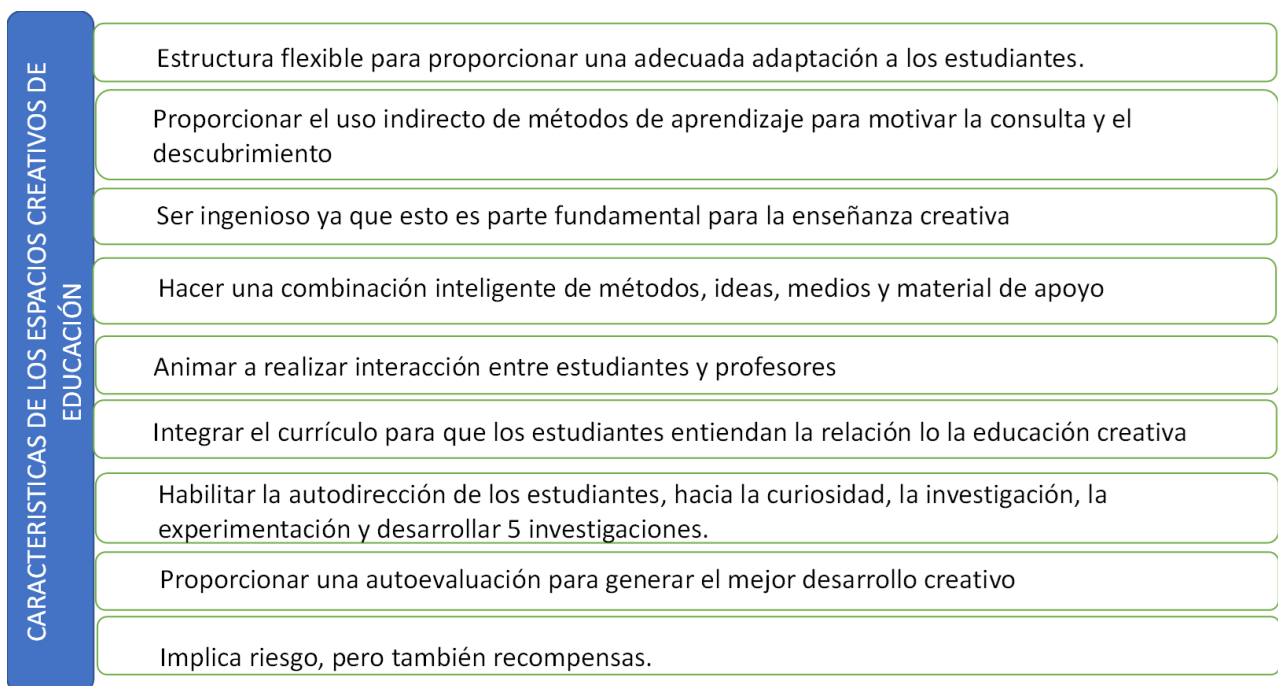 CARACTERISTICAS DE LOS ESPACIOS CREATIVOS DE
EDUCACIÓN
Estructura flexible para proporcionar una adecuada adaptación a los estudiantes.
Proporcionar el uso indirecto de métodos de aprendizaje para motivar la consulta y el
descubrimiento
Ser ingenioso ya que esto es parte fundamental para la enseñanza creativa
Hacer una combinación inteligente de métodos, ideas, medios y material de apoyo
Animar a realizar interacción entre estudiantes y profesores
Integrar el currículo para que los estudiantes entiendan la relación lo la educación creativa
Habilitar la autodirección de los estudiantes, hacia la curiosidad, la investigación, la
experimentación y desarrollar 5 investigaciones.
Proporcionar una autoevaluación para generar el mejor desarrollo creativo
Implica riesgo, pero también recompensas.